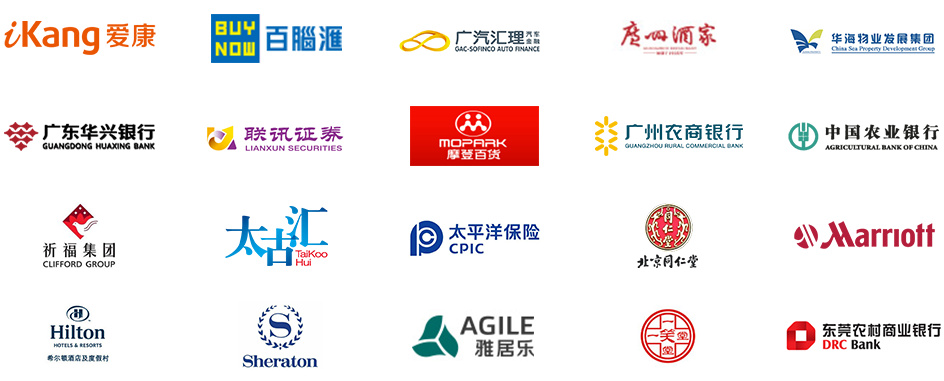 iKang 爱康
BUY
NOW 百腦滙
广汽汇理 汽车
金融
GAC-SOFINCO AUTO FINANCE
廣州酒家
华海物业发展集团
China Sea Property Development Group
广东华兴银行
GUANGDONG HUAXING BANK
联讯证券
LIANXUN SECURITIES
MOPARK
摩登百货
广州农商银行
GUANGZHOU RURAL COMMERCIAL BANK
中国农业银行
AGRICULTURAL BANK OF CHINA
祈福集团
CLIFFORD GROUP
太古汇
TaiKoo
Hui
太平洋保险
CPIC
同仁堂
北京同仁堂
Marriott
Hilton
HOTELS & RESORTS
希尔顿酒店及度假村
S
Sheraton
AGILE
雅居乐
一笑堂
东莞农村商业银行
DRC Bank